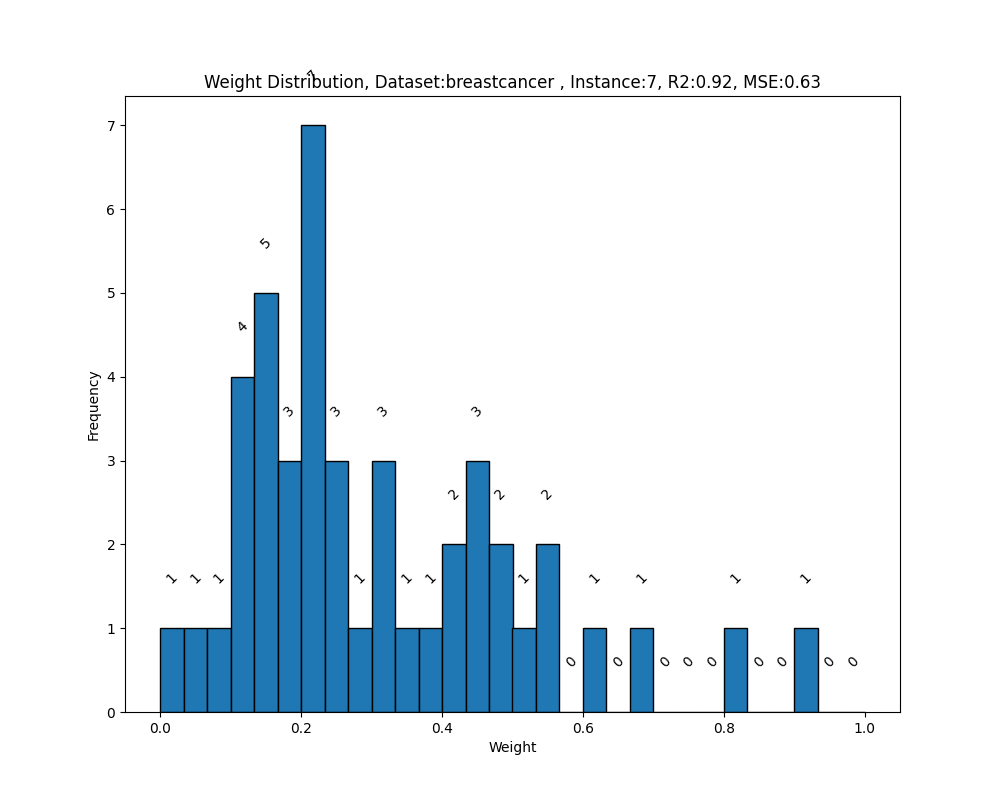 7
Weight Distribution, Dataset:breastcancer , Instance:7, R2:0.92, MSE:0.63
7
6
5
4
3
2
1
0
Frequency
1 1 1 4 5 3 7 3 1 3 1 1 2 3 2 1 2 0 1 0 1 0 0 0 1 0 0 1 0 0
0.0 0.2 0.4 0.6 0.8 1.0
Weight